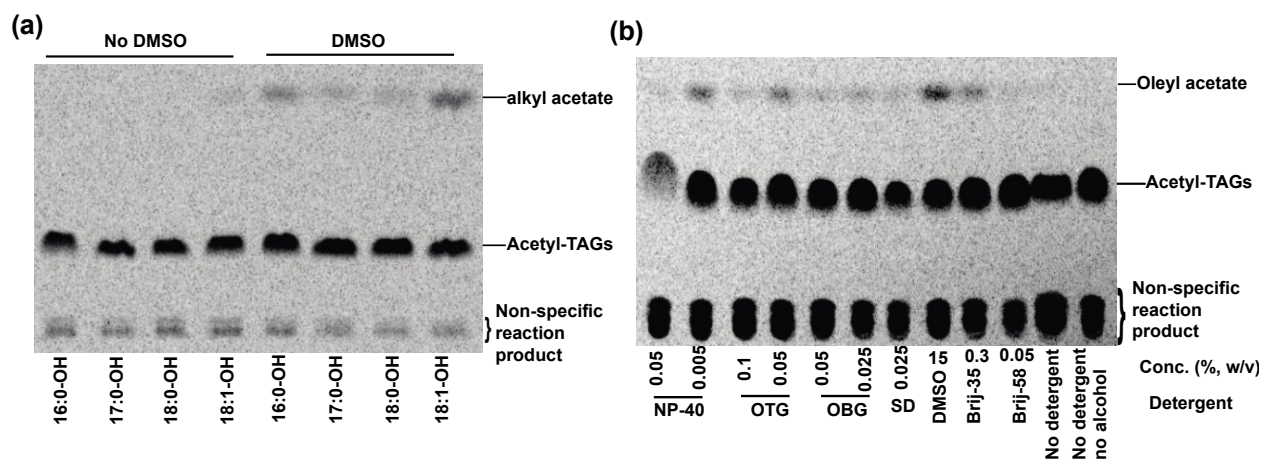 (a)
No DMSO
DMSO
alkyl acetate
Acetyl-TAGs
Non-specific
reaction
product
16:0-OH
17:0-OH
18:0-OH
18:1-OH
16:0-OH
17:0-OH
18:0-OH
18:1-OH
(b)
Oleyl acetate
Acetyl-TAGs
Non-specific
reaction
product
0.05
0.005
0.1
0.05
0.05
0.025
0.025
15
0.3
0.05
Conc. (%, w/v)
NP-40
OTG
OBG
SD
DMSO
Brij-35
Brij-58
No detergent
No detergent
no alcohol
Detergent